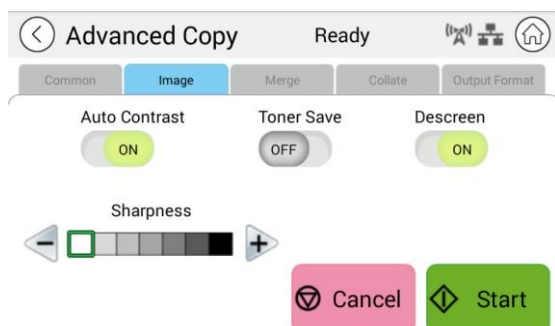 Advanced Copy Ready
Common Image Merge Collate Output Format
Auto Contrast Toner Save Descreen
ON OFF ON
Sharpness
Cancel Start